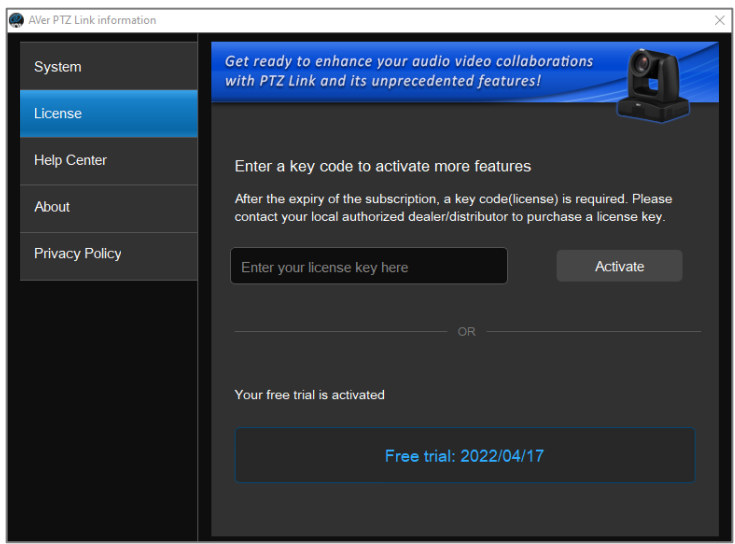 AVer PTZ Link information
System
License
Help Center
About
Privacy Policy
Get ready to enhance your audio video collaborations
with PTZ Link and its unprecedented features!
Enter a key code to activate more features
After the expiry of the subscription, a key code(license) is required. Please
contact your local authorized dealer/distributor to purchase a license key.
Enter your license key here
Activate
OR
Your free trial is activated
Free trial: 2022/04/17